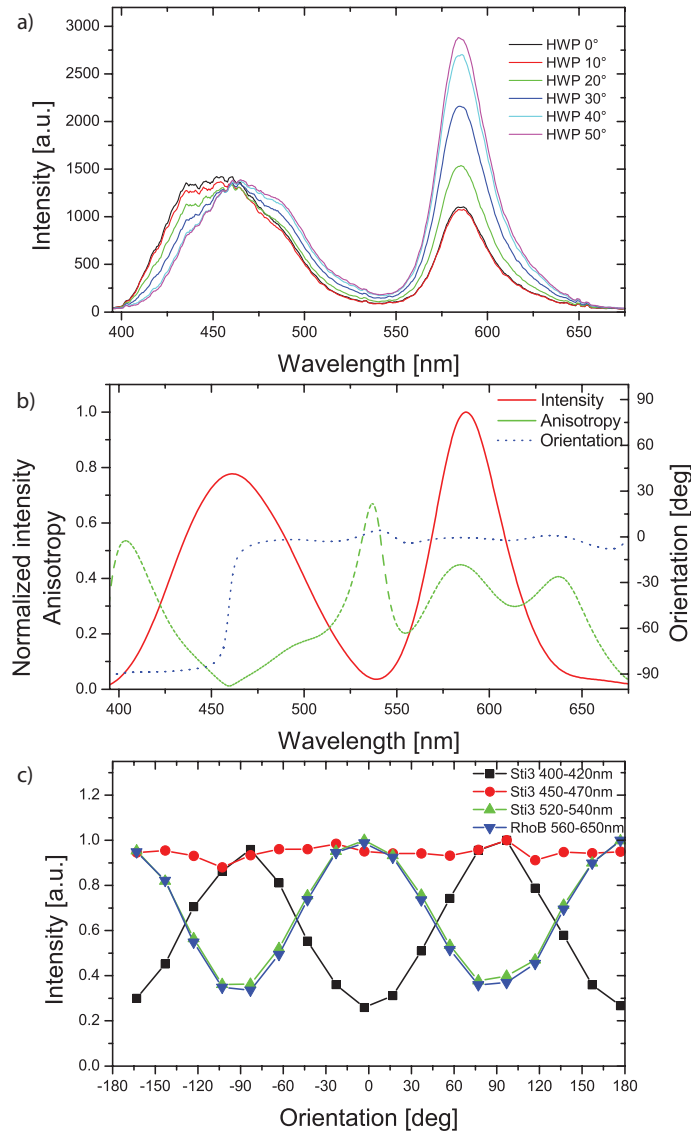 a)
HWP 0°
HWP 10°
HWP 20°
HWP 30°
HWP 40°
HWP 50°
3000
2500
2000
1500
1000
500
0
Intensity [a.u.]
400 450 500 550 600 650
Wavelength [nm]
b)
Intensity
Anisotropy
Orientation
1.0
0.8
0.6
0.4
0.2
0.0
Normalized intensity
Anisotropy
90
60
30
0
-30
-60
-90
Orientation [deg]
400 450 500 550 600 650
Wavelength [nm]
c)
Sti3 400-420nm
Sti3 450-470nm
Sti3 520-540nm
RhoB 560-650nm
1.2
1.0
0.8
0.6
0.4
0.2
0.0
Intensity [a.u.]
-180 -150 -120 -90 -60 -30 0 30 60 90 120 150 180
Orientation [deg]